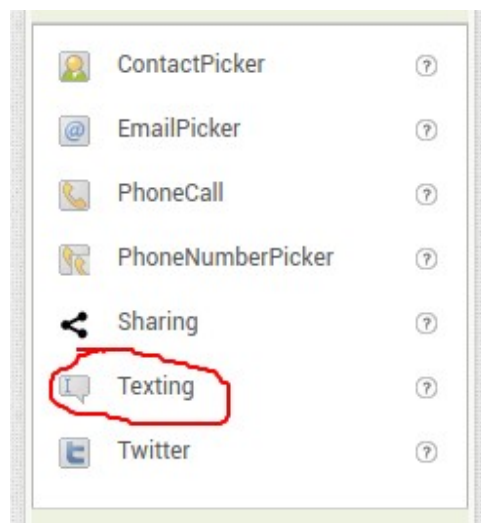 ContactPicker ?
EmailPicker ?
PhoneCall ?
PhoneNumberPicker ?
Sharing ?
Texting ?
Twitter ?